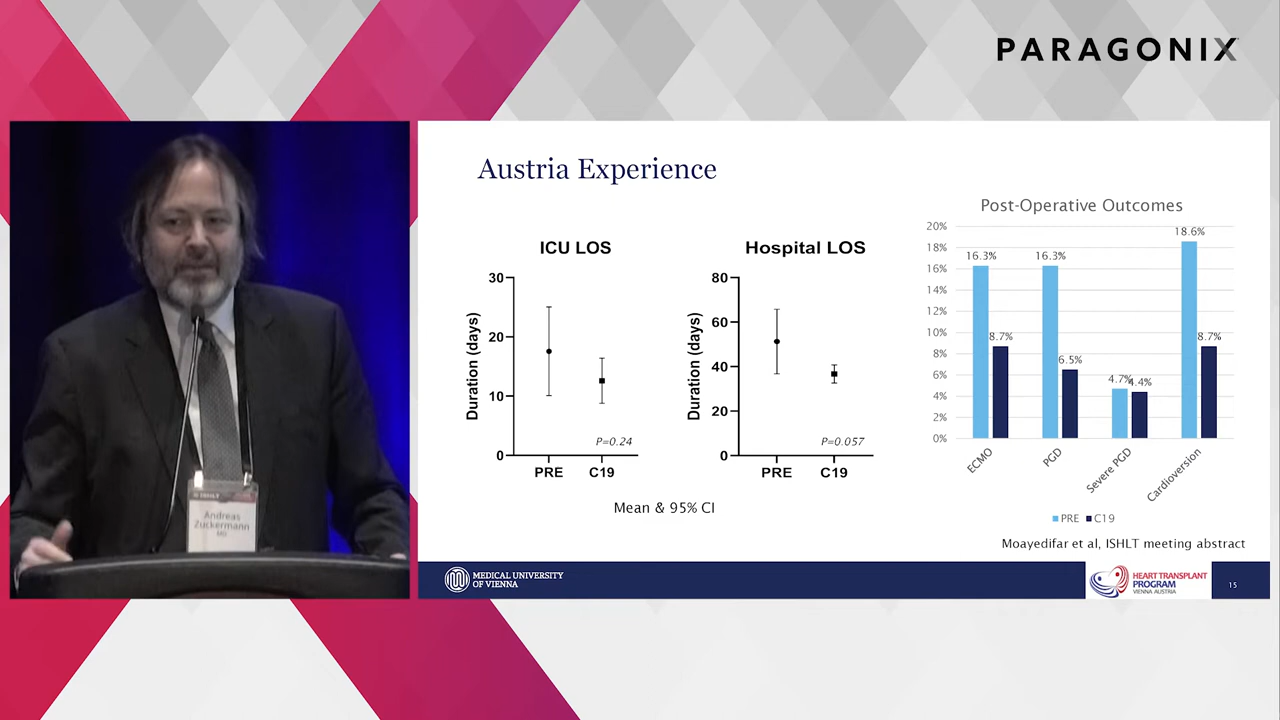 PARAGONIX
Austria Experience
ICU LOS
Duration (days)
30
20
10
0
P=0.24
PRE C19
Hospital LOS
Duration (days)
80
60
40
20
0
P=0.057
PRE C19
Mean & 95% CI
Post-Operative Outcomes
20%
18%
16%
14%
12%
10%
8%
6%
4%
2%
0%
16.3% 8.7%
16.3% 6.5%
4.7% 4.4%
18.6% 8.7%
ECMO PGD Severe PGD Cardioversion
PRE C19
Moayedifar et al, ISHLT meeting abstract
ISHLT
Andreas
Zuckermann
MD
MEDICAL UNIVERSITY
OF VIENNA
HEART TRANSPLANT
PROGRAM
VIENNA AUSTRIA
15